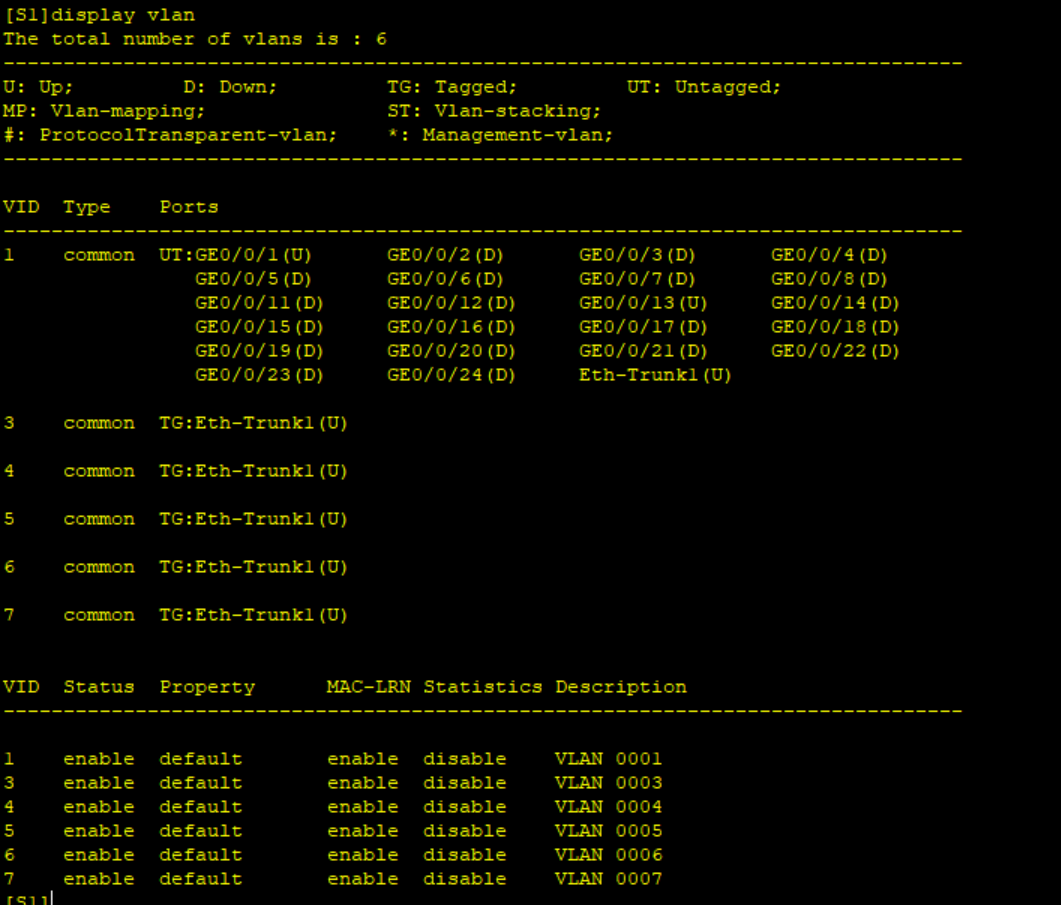 [S1]display vlan
The total number of vlans is : 6
--------------------------------------------------------------------------------
U: Up;         D: Down;         TG: Tagged;         UT: Untagged;
MP: Vlan-mapping;               ST: Vlan-stacking;
#: ProtocolTransparent-vlan;    *: Management-vlan;
--------------------------------------------------------------------------------
VID  Type    Ports
--------------------------------------------------------------------------------
1    common  UT:GE0/0/1(U)      GE0/0/2(D)      GE0/0/3(D)      GE0/0/4(D)
                GE0/0/5(D)      GE0/0/6(D)      GE0/0/7(D)      GE0/0/8(D)
                GE0/0/11(D)     GE0/0/12(D)     GE0/0/13(U)     GE0/0/14(D)
                GE0/0/15(D)     GE0/0/16(D)     GE0/0/17(D)     GE0/0/18(D)
                GE0/0/19(D)     GE0/0/20(D)     GE0/0/21(D)     GE0/0/22(D)
                GE0/0/23(D)     GE0/0/24(D)     Eth-Trunk1(U)
3    common  TG:Eth-Trunk1(U)
4    common  TG:Eth-Trunk1(U)
5    common  TG:Eth-Trunk1(U)
6    common  TG:Eth-Trunk1(U)
7    common  TG:Eth-Trunk1(U)
VID  Status  Property      MAC-LRN Statistics Description
--------------------------------------------------------------------------------
1    enable  default       enable  disable    VLAN 0001
3    enable  default       enable  disable    VLAN 0003
4    enable  default       enable  disable    VLAN 0004
5    enable  default       enable  disable    VLAN 0005
6    enable  default       enable  disable    VLAN 0006
7    enable  default       enable  disable    VLAN 0007
[S1]